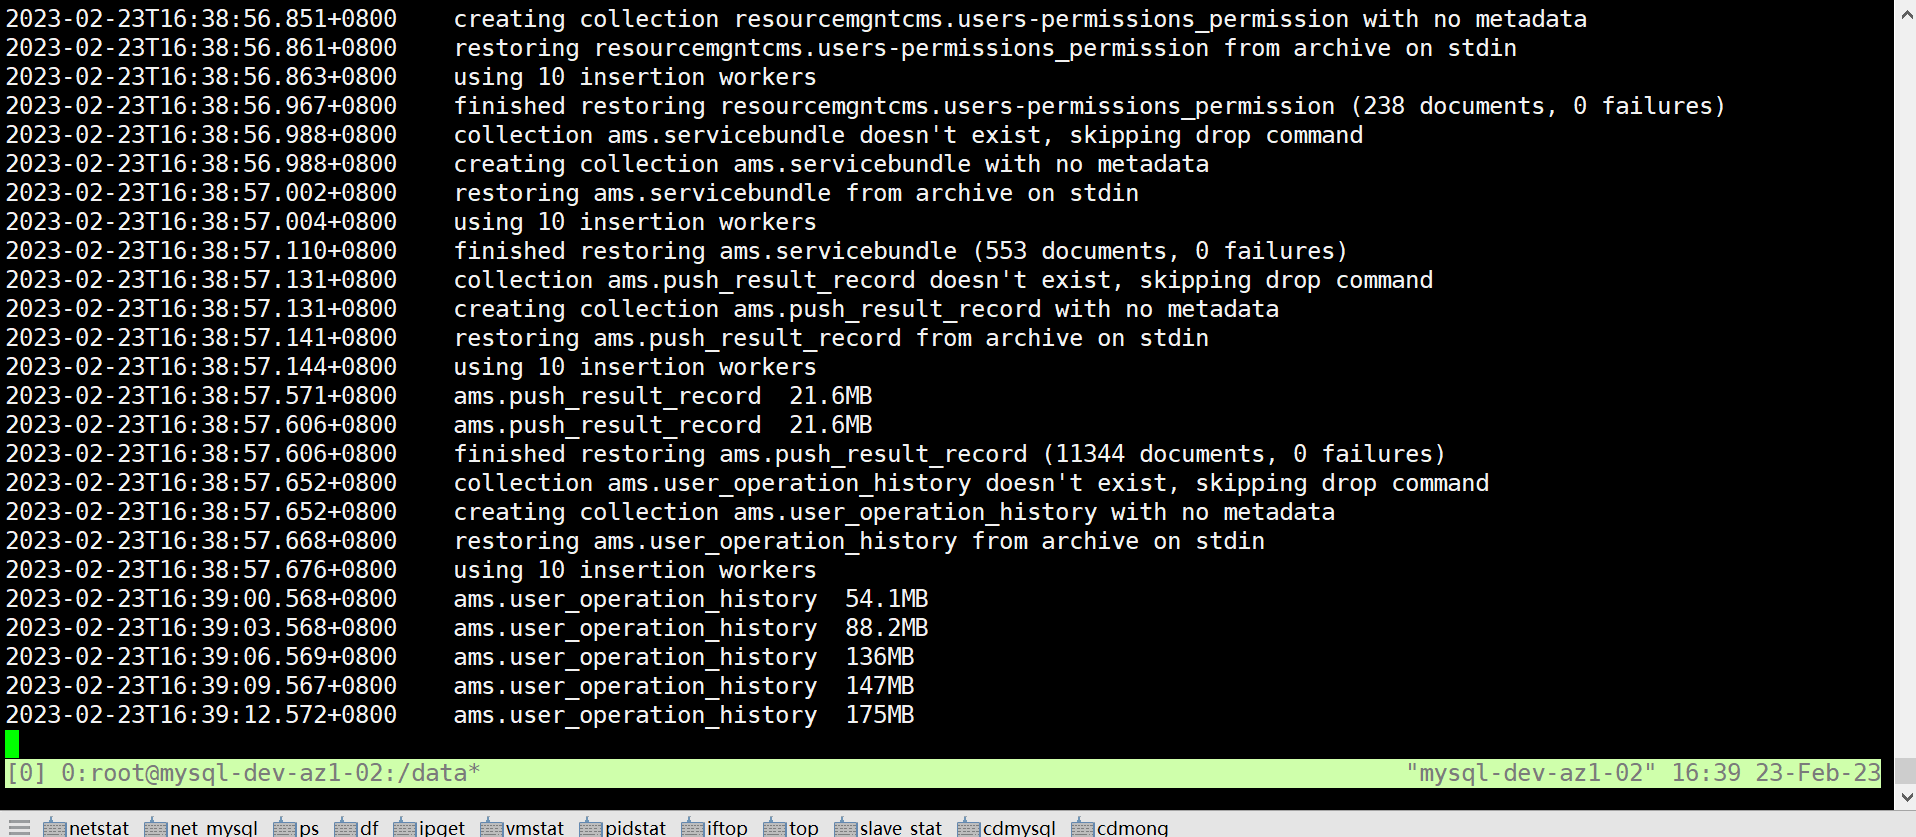 2023-02-23T16:38:56.851+0800    creating collection resourcemgntcms.users-permissions_permission with no metadata
2023-02-23T16:38:56.861+0800    restoring resourcemgntcms.users-permissions_permission from archive on stdin
2023-02-23T16:38:56.863+0800    using 10 insertion workers
2023-02-23T16:38:56.967+0800    finished restoring resourcemgntcms.users-permissions_permission (238 documents, 0 failures)
2023-02-23T16:38:56.988+0800    collection ams.servicebundle doesn't exist, skipping drop command
2023-02-23T16:38:56.988+0800    creating collection ams.servicebundle with no metadata
2023-02-23T16:38:57.002+0800    restoring ams.servicebundle from archive on stdin
2023-02-23T16:38:57.004+0800    using 10 insertion workers
2023-02-23T16:38:57.110+0800    finished restoring ams.servicebundle (553 documents, 0 failures)
2023-02-23T16:38:57.131+0800    collection ams.push_result_record doesn't exist, skipping drop command
2023-02-23T16:38:57.131+0800    creating collection ams.push_result_record with no metadata
2023-02-23T16:38:57.141+0800    restoring ams.push_result_record from archive on stdin
2023-02-23T16:38:57.144+0800    using 10 insertion workers
2023-02-23T16:38:57.571+0800    ams.push_result_record  21.6MB
2023-02-23T16:38:57.606+0800    ams.push_result_record  21.6MB
2023-02-23T16:38:57.606+0800    finished restoring ams.push_result_record (11344 documents, 0 failures)
2023-02-23T16:38:57.652+0800    collection ams.user_operation_history doesn't exist, skipping drop command
2023-02-23T16:38:57.652+0800    creating collection ams.user_operation_history with no metadata
2023-02-23T16:38:57.668+0800    restoring ams.user_operation_history from archive on stdin
2023-02-23T16:38:57.676+0800    using 10 insertion workers
2023-02-23T16:39:00.568+0800    ams.user_operation_history  54.1MB
2023-02-23T16:39:03.568+0800    ams.user_operation_history  88.2MB
2023-02-23T16:39:06.569+0800    ams.user_operation_history  136MB
2023-02-23T16:39:09.567+0800    ams.user_operation_history  147MB
2023-02-23T16:39:12.572+0800    ams.user_operation_history  175MB
[0] 0:root@mysql-dev-az1-02:/data*    "mysql-dev-az1-02" 16:39 23-Feb-23
netstat net_mysql ps df ipget vmstat pidstat iftop top slave_stat cdmysql cdmong